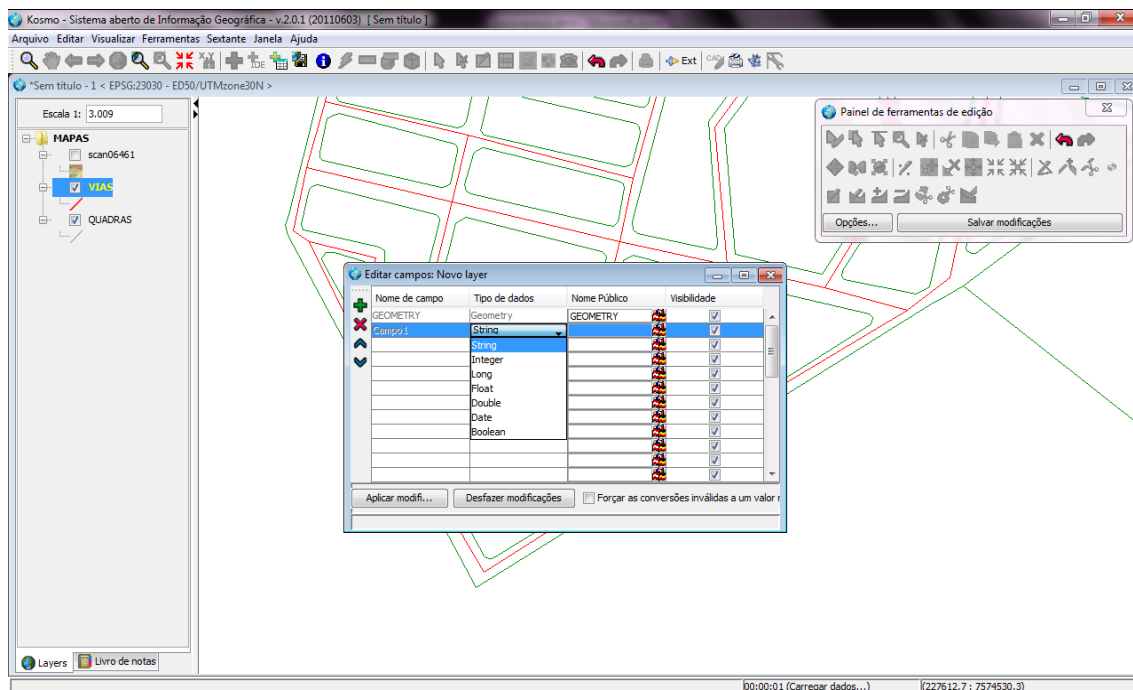 Kosmo - Sistema aberto de Informação Geográfica - v.2.0.1 (20110603) [ Sem título ]
Arquivo Editar Visualizar Ferramentas Sextante Janela Ajuda
TDE
Ext
CAD
*Sem título - 1 < EPSG:23030 - ED50/UTMzone30N >
Escala 1: 3.009
MAPAS
scan06461
VIAS
QUADRAS
Painel de ferramentas de edição
Opções... Salvar modificações
Editar campos: Novo layer
Nome de campo Tipo de dados Nome Público Visibilidade
GEOMETRY Geometry GEOMETRY
Campo1 String
String
Integer
Long
Float
Double
Date
Boolean
Aplicar modifi... Desfazer modificações Forçar as conversões inválidas a um valor
Layers Livro de notas
00:00:01 (Carregar dados...) (227612.7 ; 7574530.3)